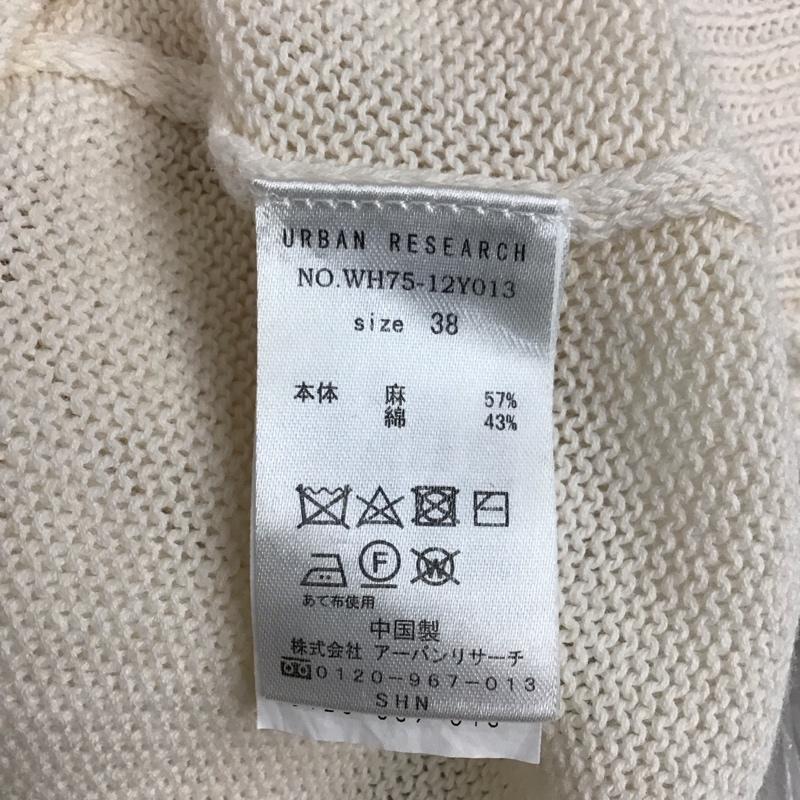 URBAN RESEARCH
NO.WH75-12Y013
size 38
本体 麻 57%
綿 43%
F W
あて布使用
中国製
株式会社 アーバンリサーチ
0120-967-013
SHN